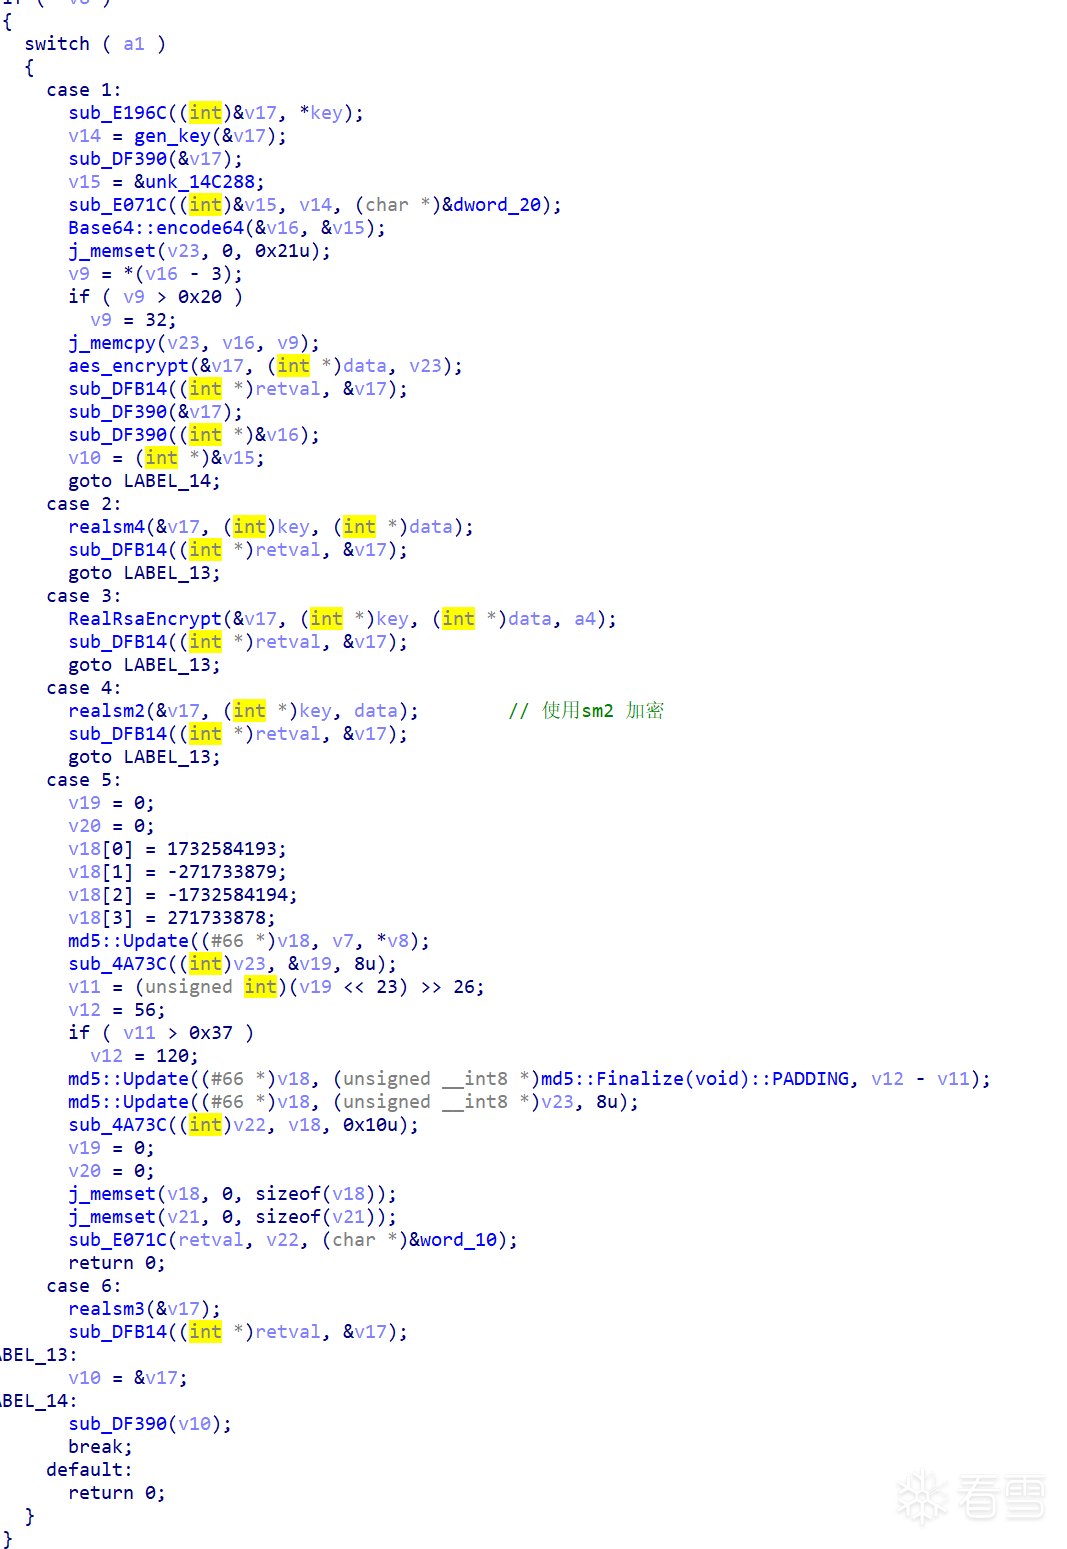 {
  switch ( a1 )
  {
    case 1:
      sub_E196C((int)&v17, *key);
      v14 = gen_key(&v17);
      sub_DF390(&v17);
      v15 = &unk_14C288;
      sub_E071C((int)&v15, v14, (char *)&dword_20);
      Base64::encode64(&v16, &v15);
      j_memset(v23, 0, 0x21u);
      v9 = *(v16 - 3);
      if ( v9 > 0x20 )
        v9 = 32;
      j_memcpy(v23, v16, v9);
      aes_encrypt(&v17, (int *)data, v23);
      sub_DFB14((int *)retval, &v17);
      sub_DF390(&v17);
      sub_DF390((int *)&v16);
      v10 = (int *)&v15;
      goto LABEL_14;
    case 2:
      realsm4(&v17, (int)key, (int *)data);
      sub_DFB14((int *)retval, &v17);
      goto LABEL_13;
    case 3:
      RealRsaEncrypt(&v17, (int *)key, (int *)data, a4);
      sub_DFB14((int *)retval, &v17);
      goto LABEL_13;
    case 4:
      realsm2(&v17, (int *)key, data);        // 使用sm2 加密
      sub_DFB14((int *)retval, &v17);
      goto LABEL_13;
    case 5:
      v19 = 0;
      v20 = 0;
      v18[0] = 1732584193;
      v18[1] = -271733879;
      v18[2] = -1732584194;
      v18[3] = 271733878;
      md5::Update((#66 *)v18, v7, *v8);
      sub_4A73C((int)v23, &v19, 8u);
      v11 = (unsigned int)(v19 << 23) >> 26;
      v12 = 56;
      if ( v11 > 0x37 )
        v12 = 120;
      md5::Update((#66 *)v18, (unsigned __int8 *)md5::Finalize(void)::PADDING, v12 - v11);
      md5::Update((#66 *)v18, (unsigned __int8 *)v23, 8u);
      sub_4A73C((int)v22, v18, 0x10u);
      v19 = 0;
      v20 = 0;
      j_memset(v18, 0, sizeof(v18));
      j_memset(v21, 0, sizeof(v21));
      sub_E071C(retval, v22, (char *)&word_10);
      return 0;
    case 6:
      realsm3(&v17);
      sub_DFB14((int *)retval, &v17);
ABEL_13:
      v10 = &v17;
ABEL_14:
      sub_DF390(v10);
      break;
    default:
      return 0;
  }
}
看雪